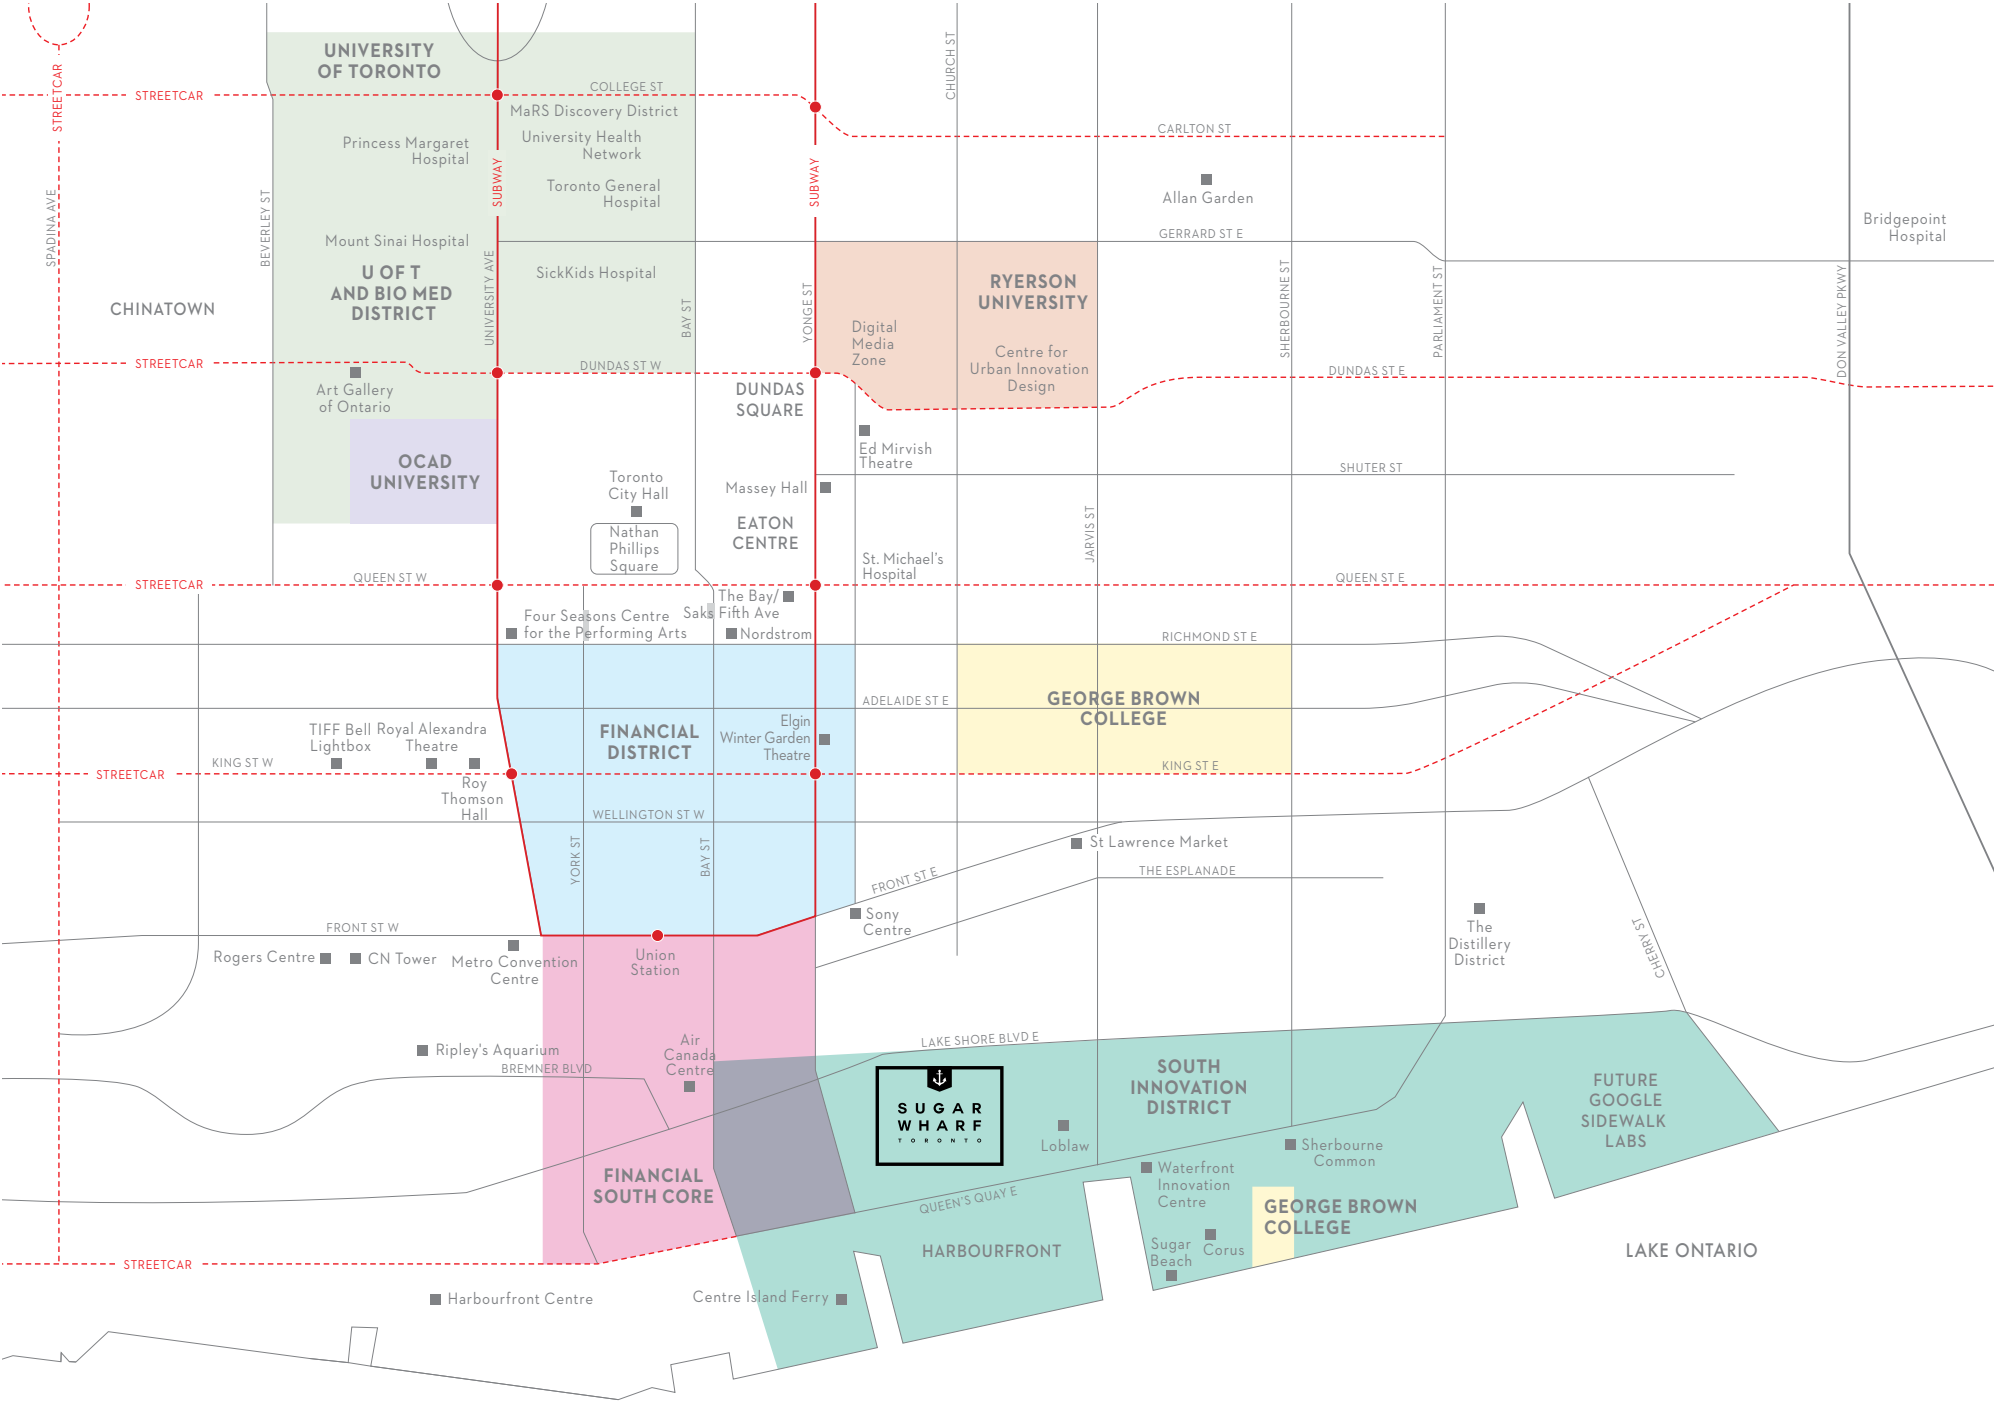 UNIVERSITY
OF TORONTO
STREETCAR
STREETCAR
COLLEGE ST
MaRS Discovery District
University Health
Network
Princess Margaret
Hospital
SUBWAY
SUBWAY
Toronto General
Hospital
CHURCH ST
CARLTON ST
Allan Garden
GERRARD ST E
Bridgepoint
Hospital
SPADINA AVE
BEVERLEY ST
Mount Sinai Hospital
U OF T
AND BIO MED
DISTRICT
UNIVERSITY AVE
SickKids Hospital
BAY ST
YONGE ST
RYERSON
UNIVERSITY
Digital
Media
Zone
Centre for
Urban Innovation
Design
SHERBOURNE ST
PARLIAMENT ST
DON VALLEY PKWY
CHINATOWN
STREETCAR
DUNDAS ST W
DUNDAS ST E
Art Gallery
of Ontario
DUNDAS
SQUARE
OCAD
UNIVERSITY
Ed Mirvish
Theatre
SHUTER ST
Toronto
City Hall
Massey Hall
Nathan
Phillips
Square
EATON
CENTRE
JARVIS ST
St. Michael's
Hospital
STREETCAR
QUEEN ST W
QUEEN ST E
The Bay/
Saks Fifth Ave
Four Seasons Centre
for the Performing Arts
Nordstrom
RICHMOND ST E
ADELAIDE ST E
GEORGE BROWN
COLLEGE
FINANCIAL
DISTRICT
Elgin
Winter Garden
Theatre
TIFF Bell
Lightbox
Royal Alexandra
Theatre
STREETCAR
KING ST W
KING ST E
Roy
Thomson
Hall
WELLINGTON ST W
YORK ST
BAY ST
St Lawrence Market
FRONT ST E
THE ESPLANADE
Sony
Centre
The
Distillery
District
CHERRY ST
FRONT ST W
Rogers Centre
CN Tower
Metro Convention
Centre
Union
Station
Ripley's Aquarium
BREMNER BLVD
Air
Canada
Centre
LAKE SHORE BLVD E
SUGAR
WHARF
TORONTO
SOUTH
INNOVATION
DISTRICT
FUTURE
GOOGLE
SIDEWALK
LABS
Loblaw
Sherbourne
Common
Waterfront
Innovation
Centre
FINANCIAL
SOUTH CORE
QUEEN'S QUAY E
GEORGE BROWN
COLLEGE
HARBOURFRONT
Corus
Sugar
Beach
LAKE ONTARIO
STREETCAR
Harbourfront Centre
Centre Island Ferry